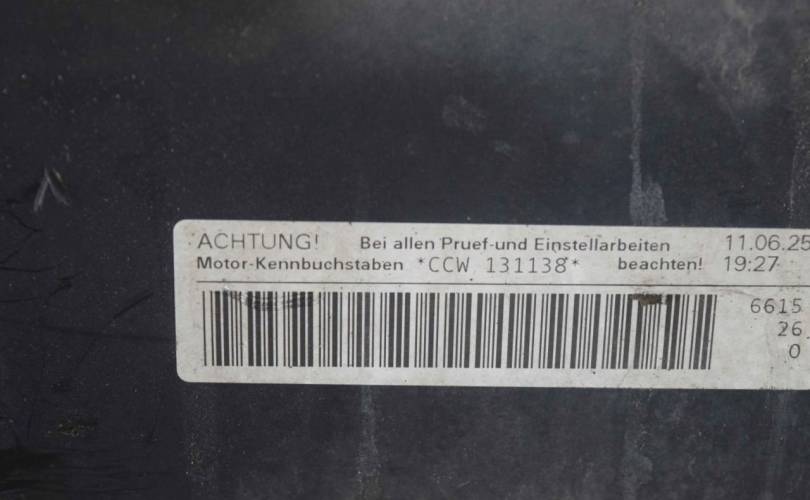 ACHTUNG! Bei allen Pruef-und Einstellarbeiten 11.06.25
Motor-Kennbuchstaben *CCW 131138* beachten! 19:27
6615
26
0